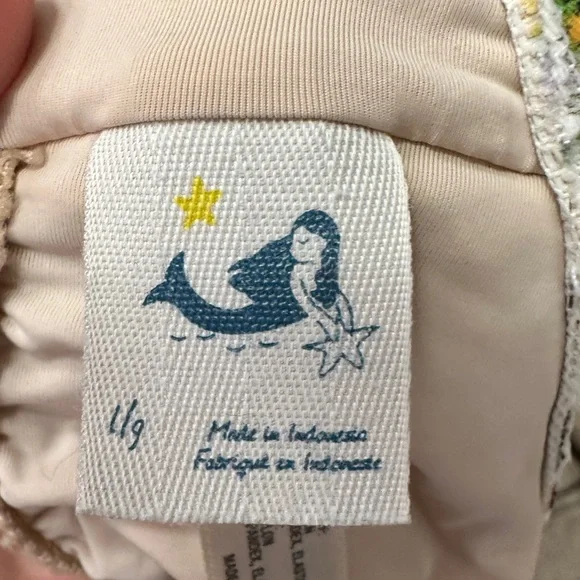 l/g
Made in Indonesia
Fabriqué en Indonésie